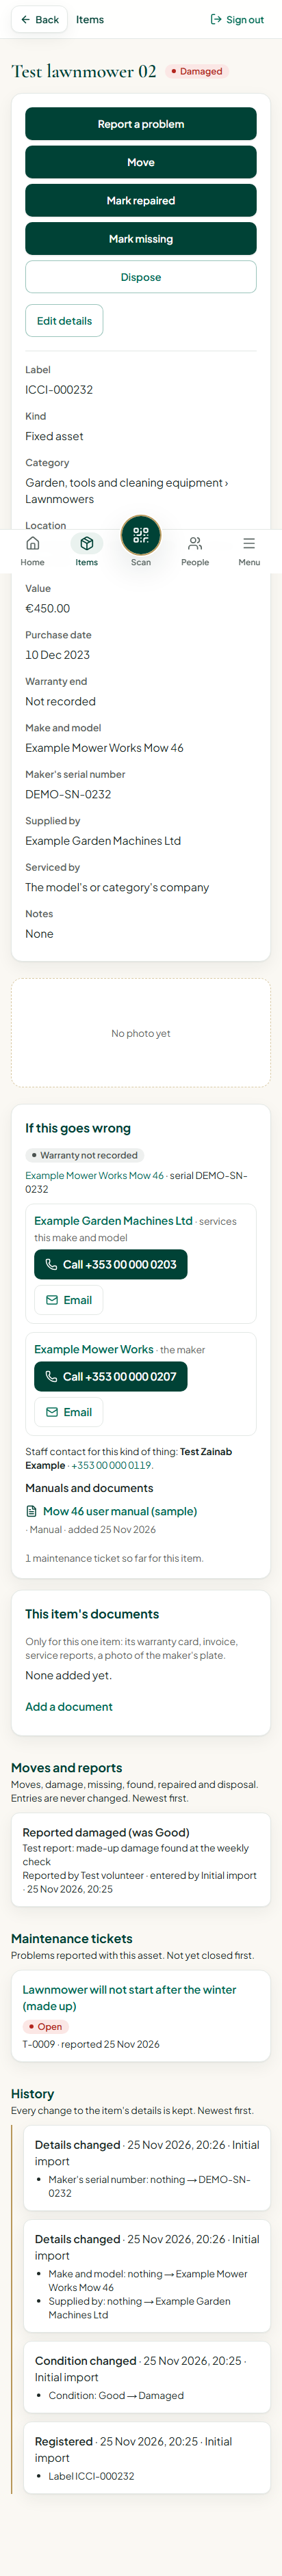 Back Items Sign out
Test lawnmower 02 Damaged
Report a problem
Move
Mark repaired
Mark missing
Dispose
Edit details
Label
ICCI-000232
Kind
Fixed asset
Category
Garden, tools and cleaning equipment ›
Lawnmowers
Location
Home Items Scan People Menu
Value
€450.00
Purchase date
10 Dec 2023
Warranty end
Not recorded
Make and model
Example Mower Works Mow 46
Maker's serial number
DEMO-SN-0232
Supplied by
Example Garden Machines Ltd
Serviced by
The model's or category's company
Notes
None
No photo yet
If this goes wrong
Warranty not recorded
Example Mower Works Mow 46 · serial DEMO-SN-
0232
Example Garden Machines Ltd · services
this make and model
Call +353 00 000 0203
Email
Example Mower Works · the maker
Call +353 00 000 0207
Email
Staff contact for this kind of thing: Test Zainab
Example · +353 00 000 0119.
Manuals and documents
Mow 46 user manual (sample)
· Manual · added 25 Nov 2026
1 maintenance ticket so far for this item.
This item's documents
Only for this one item: its warranty card, invoice,
service reports, a photo of the maker's plate.
None added yet.
Add a document
Moves and reports
Moves, damage, missing, found, repaired and disposal.
Entries are never changed. Newest first.
Reported damaged (was Good)
Test report: made-up damage found at the weekly
check
Reported by Test volunteer · entered by Initial import
· 25 Nov 2026, 20:25
Maintenance tickets
Problems reported with this asset. Not yet closed first.
Lawnmower will not start after the winter
(made up)
Open
T-0009 · reported 25 Nov 2026
History
Every change to the item's details is kept. Newest first.
Details changed · 25 Nov 2026, 20:26 · Initial
import
Maker's serial number: nothing → DEMO-SN-
0232
Details changed · 25 Nov 2026, 20:26 · Initial
import
Make and model: nothing → Example Mower
Works Mow 46
Supplied by: nothing → Example Garden
Machines Ltd
Condition changed · 25 Nov 2026, 20:25 ·
Initial import
Condition: Good → Damaged
Registered · 25 Nov 2026, 20:25 · Initial
import
Label ICCI-000232